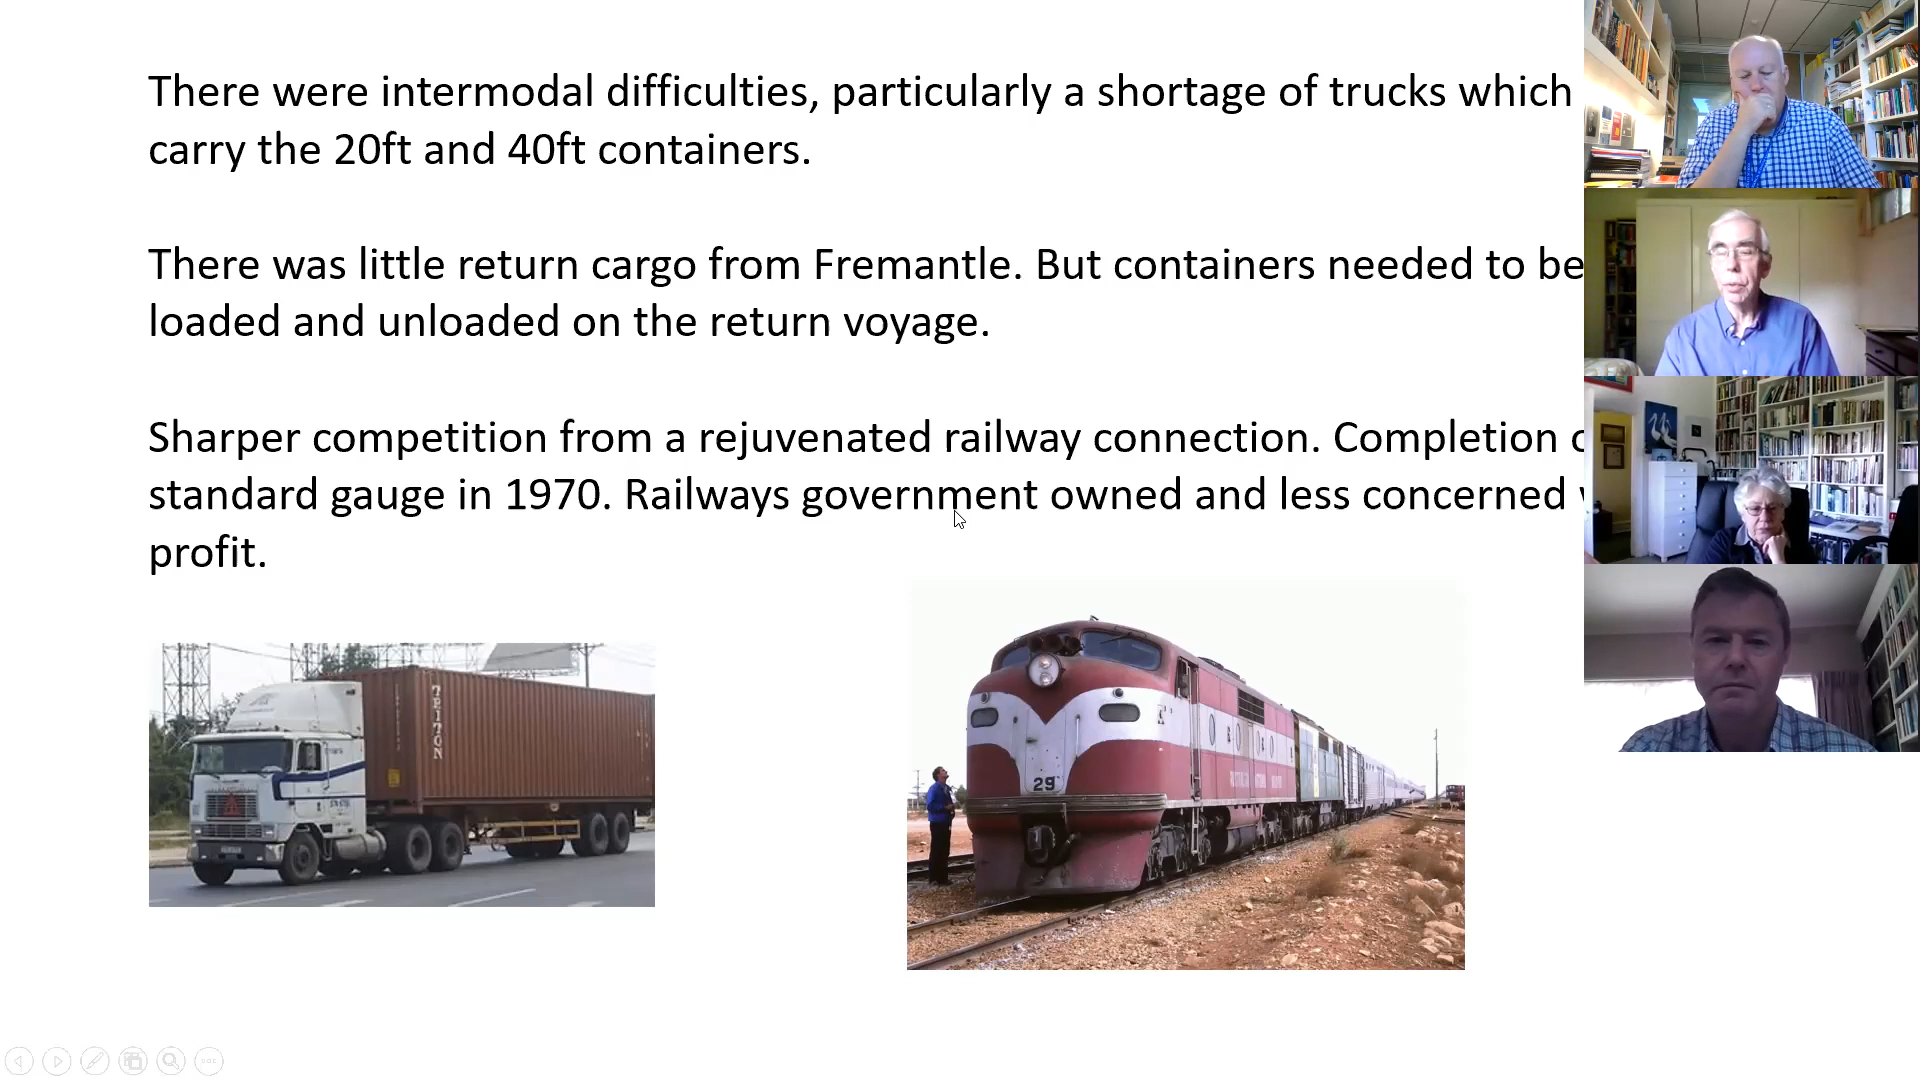 There were intermodal difficulties, particularly a shortage of trucks which
carry the 20ft and 40ft containers.
There was little return cargo from Fremantle. But containers needed to be
loaded and unloaded on the return voyage.
Sharper competition from a rejuvenated railway connection. Completion
standard gauge in 1970. Railways government owned and less concerned
profit.
TRITON
29